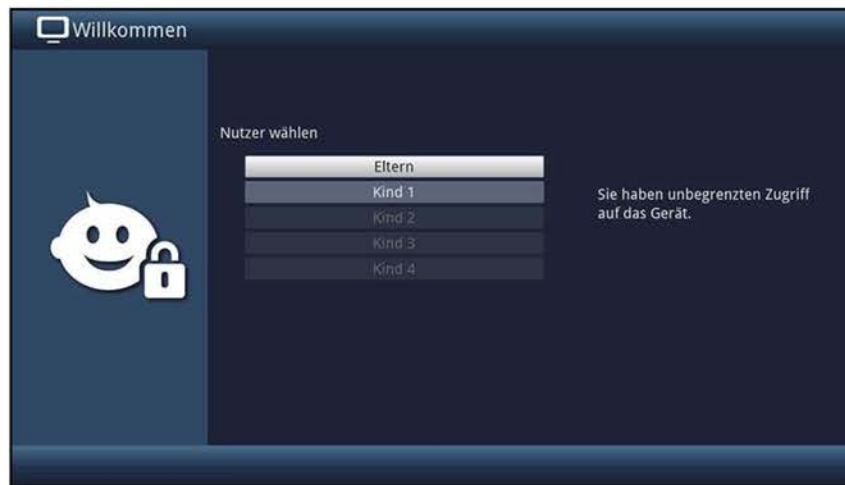 Willkommen
Nutzer wählen
Eltern
Kind 1
Kind 2
Kind 3
Kind 4
Sie haben unbegrenzten Zugriff
auf das Gerät.